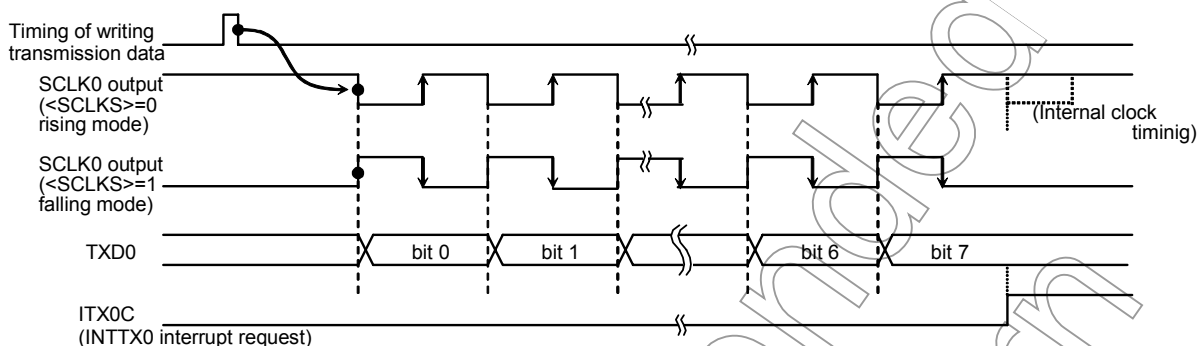 Timing of writing
transmission data
SCLK0 output
(<SCLKS>=0
rising mode)
(Internal clock
timinig)
SCLK0 output
(<SCLKS>=1
falling mode)
TXD0
bit 0
bit 1
bit 6
bit 7
ITX0C
(INTTX0 interrupt request)